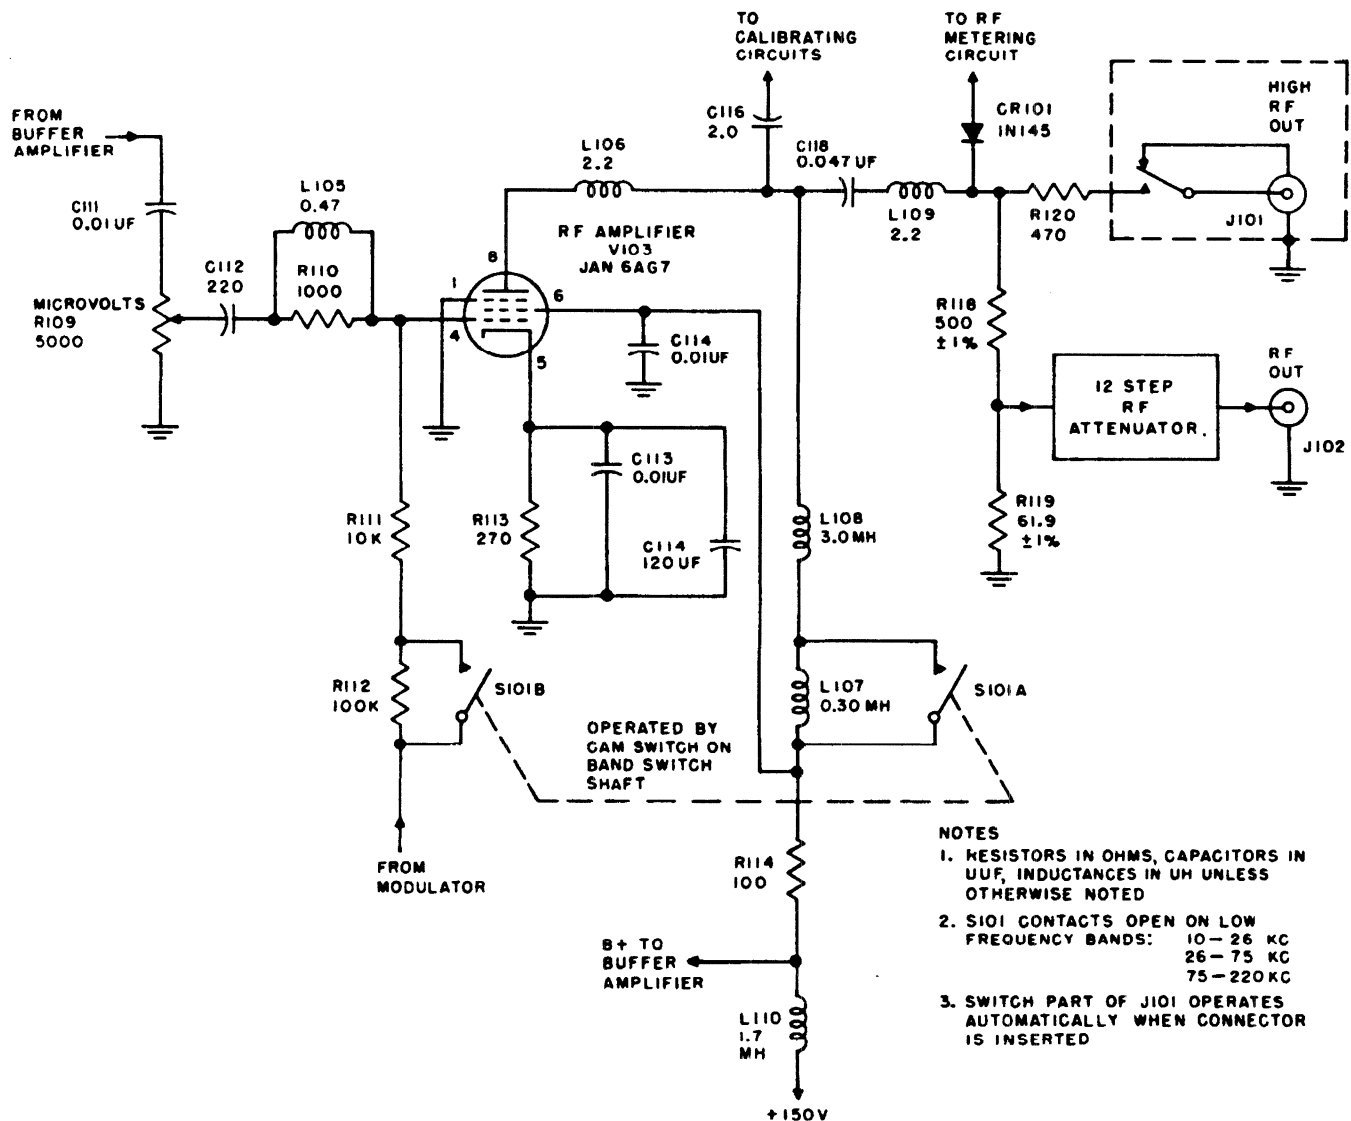 TO
CALIBRATING
CIRCUITS
TO RF
METERING
CIRCUIT
HIGH
RF
OUT
FROM
BUFFER
AMPLIFIER
C116
2.0
CR101
1N145
L106
2.2
C118
0.047UF
L105
0.47
C111
0.01UF
L109
2.2
R120
470
J101
RF AMPLIFIER
V103
JAN 6AG7
C112
220
R110
1000
8
1
6
4
5
MICROVOLTS
R109
5000
C114
0.01UF
R118
500
±1%
RF
OUT
12 STEP
RF
ATTENUATOR.
J102
C113
0.01UF
R111
10K
R113
270
C114
120UF
L108
3.0MH
R119
61.9
±1%
R112
100K
S101B
L107
0.30 MH
S101A
OPERATED BY
CAM SWITCH ON
BAND SWITCH
SHAFT
FROM
MODULATOR
R114
100
B+ TO
BUFFER
AMPLIFIER
L110
1.7
MH
+150V
NOTES
1. RESISTORS IN OHMS, CAPACITORS IN
UUF, INDUCTANCES IN UH UNLESS
OTHERWISE NOTED
2. S101 CONTACTS OPEN ON LOW
FREQUENCY BANDS: 10-26 KC
26-75 KC
75-220KC
3. SWITCH PART OF J101 OPERATES
AUTOMATICALLY WHEN CONNECTOR
IS INSERTED